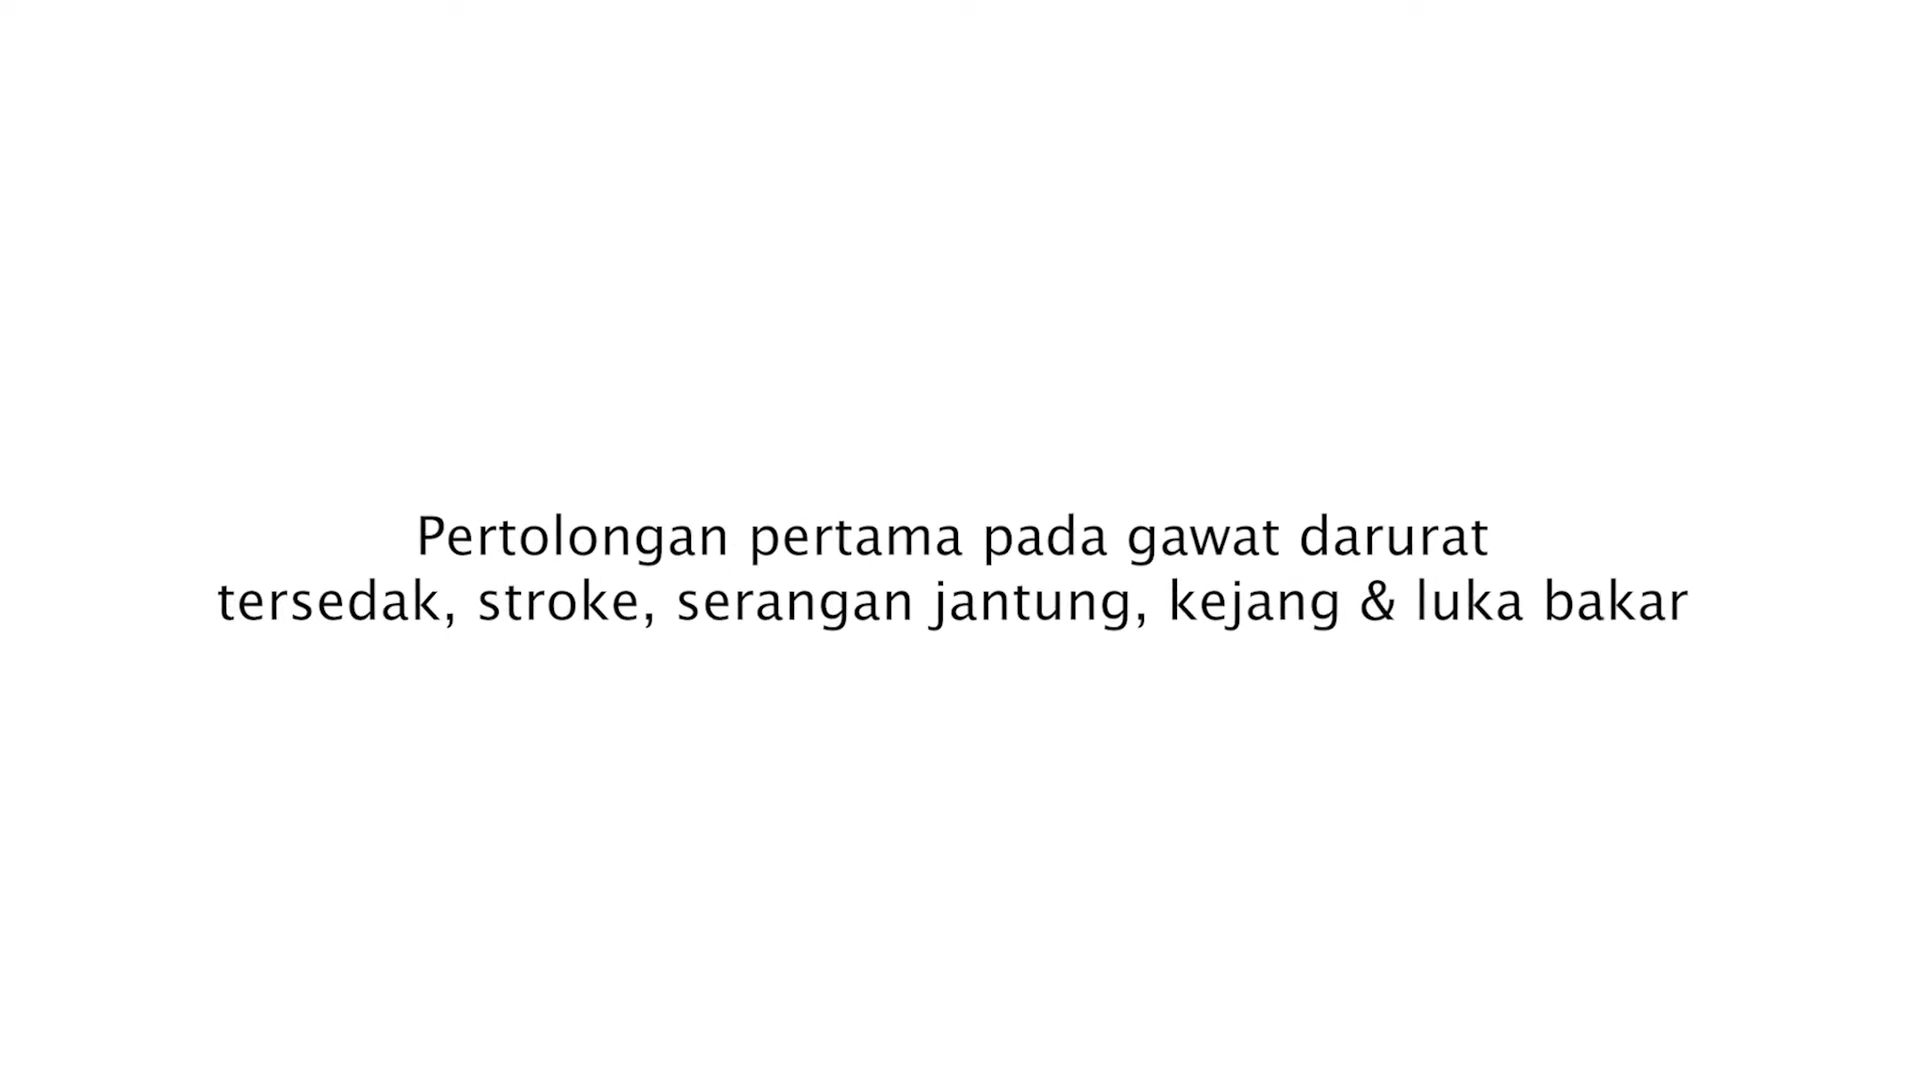 Pertolongan pertama pada gawat darurat
tersedak, stroke, serangan jantung, kejang & luka bakar